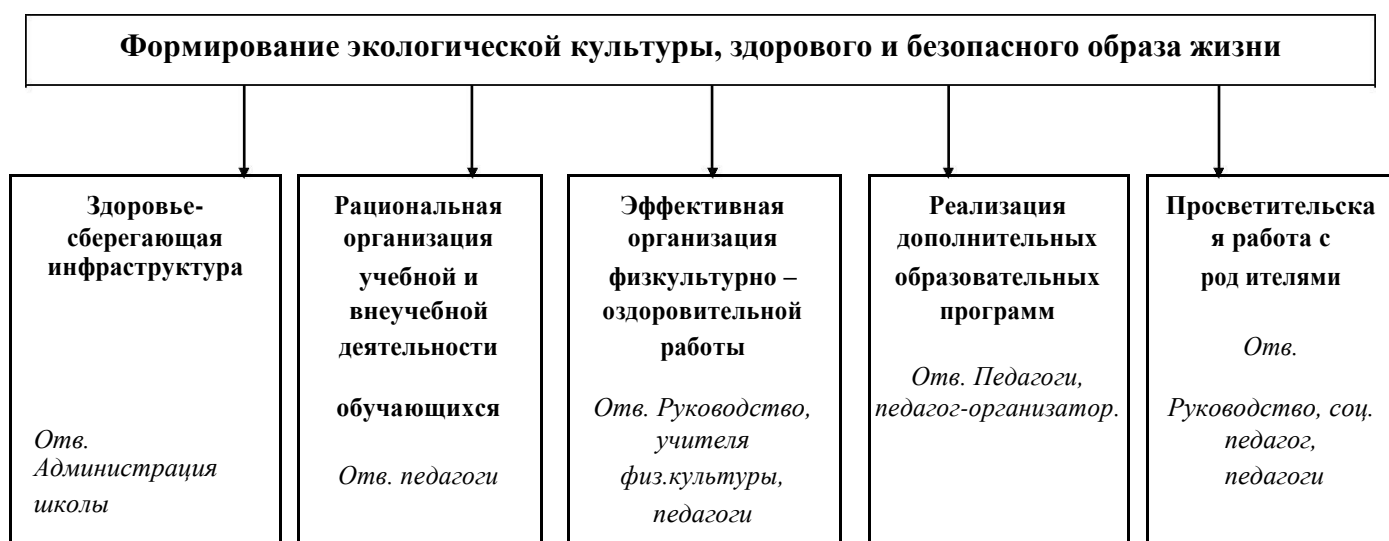 Формирование экологической культуры, здорового и безопасного образа жизни
Здоровье-
сберегающая
инфраструктура
Отв.
Администрация
школы
Рациональная
организация
учебной и
внеучебной
деятельности
обучающихся
Отв. педагоги
Эффективная
организация
физкультурно –
оздоровительной
работы
Отв. Руководство,
учителя
физ.культуры,
педагоги
Реализация
дополнительных
образовательных
программ
Отв. Педагоги,
педагог-организатор.
Просветительска
я работа с
род ителями
Отв.
Руководство, соц.
педагог,
педагоги